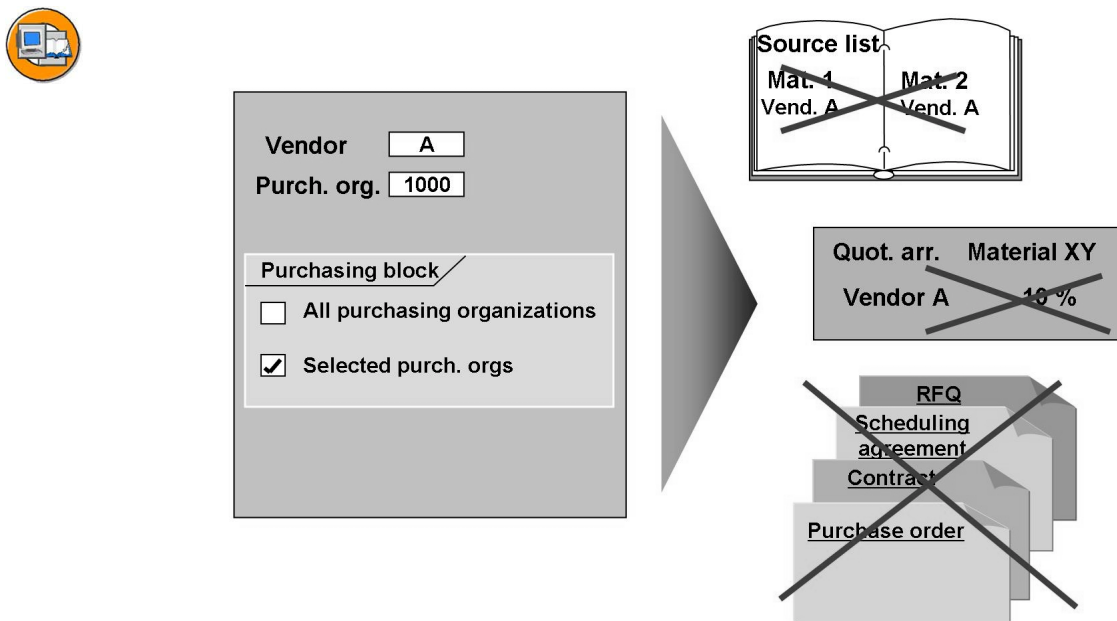 Source list
Mat. 1 Mat. 2
Vend. A Vend. A
Vendor A
Purch. org. 1000
Purchasing block
All purchasing organizations
Selected purch. orgs
Quot. arr. Material XY
Vendor A 10 %
RFQ
Scheduling
agreement
Contract
Purchase order